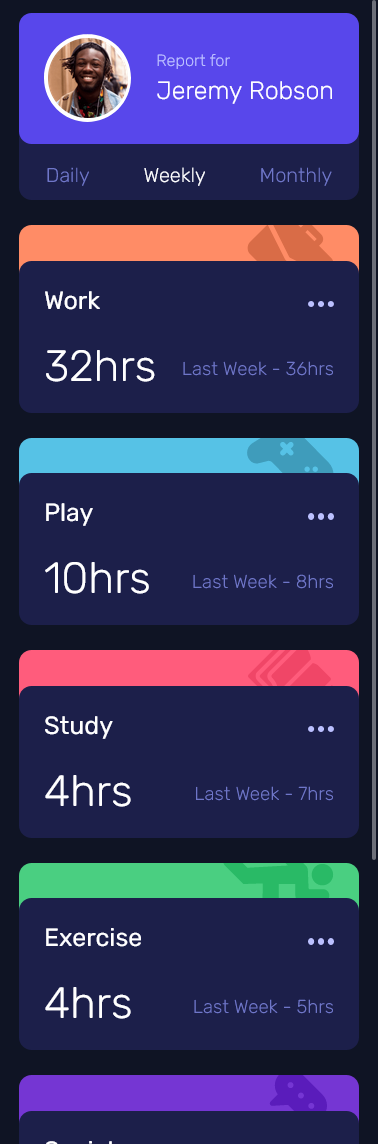 Report for
Jeremy Robson
Daily Weekly Monthly
Work
32hrs Last Week - 36hrs
Play
10hrs Last Week - 8hrs
Study
4hrs Last Week - 7hrs
Exercise
4hrs Last Week - 5hrs